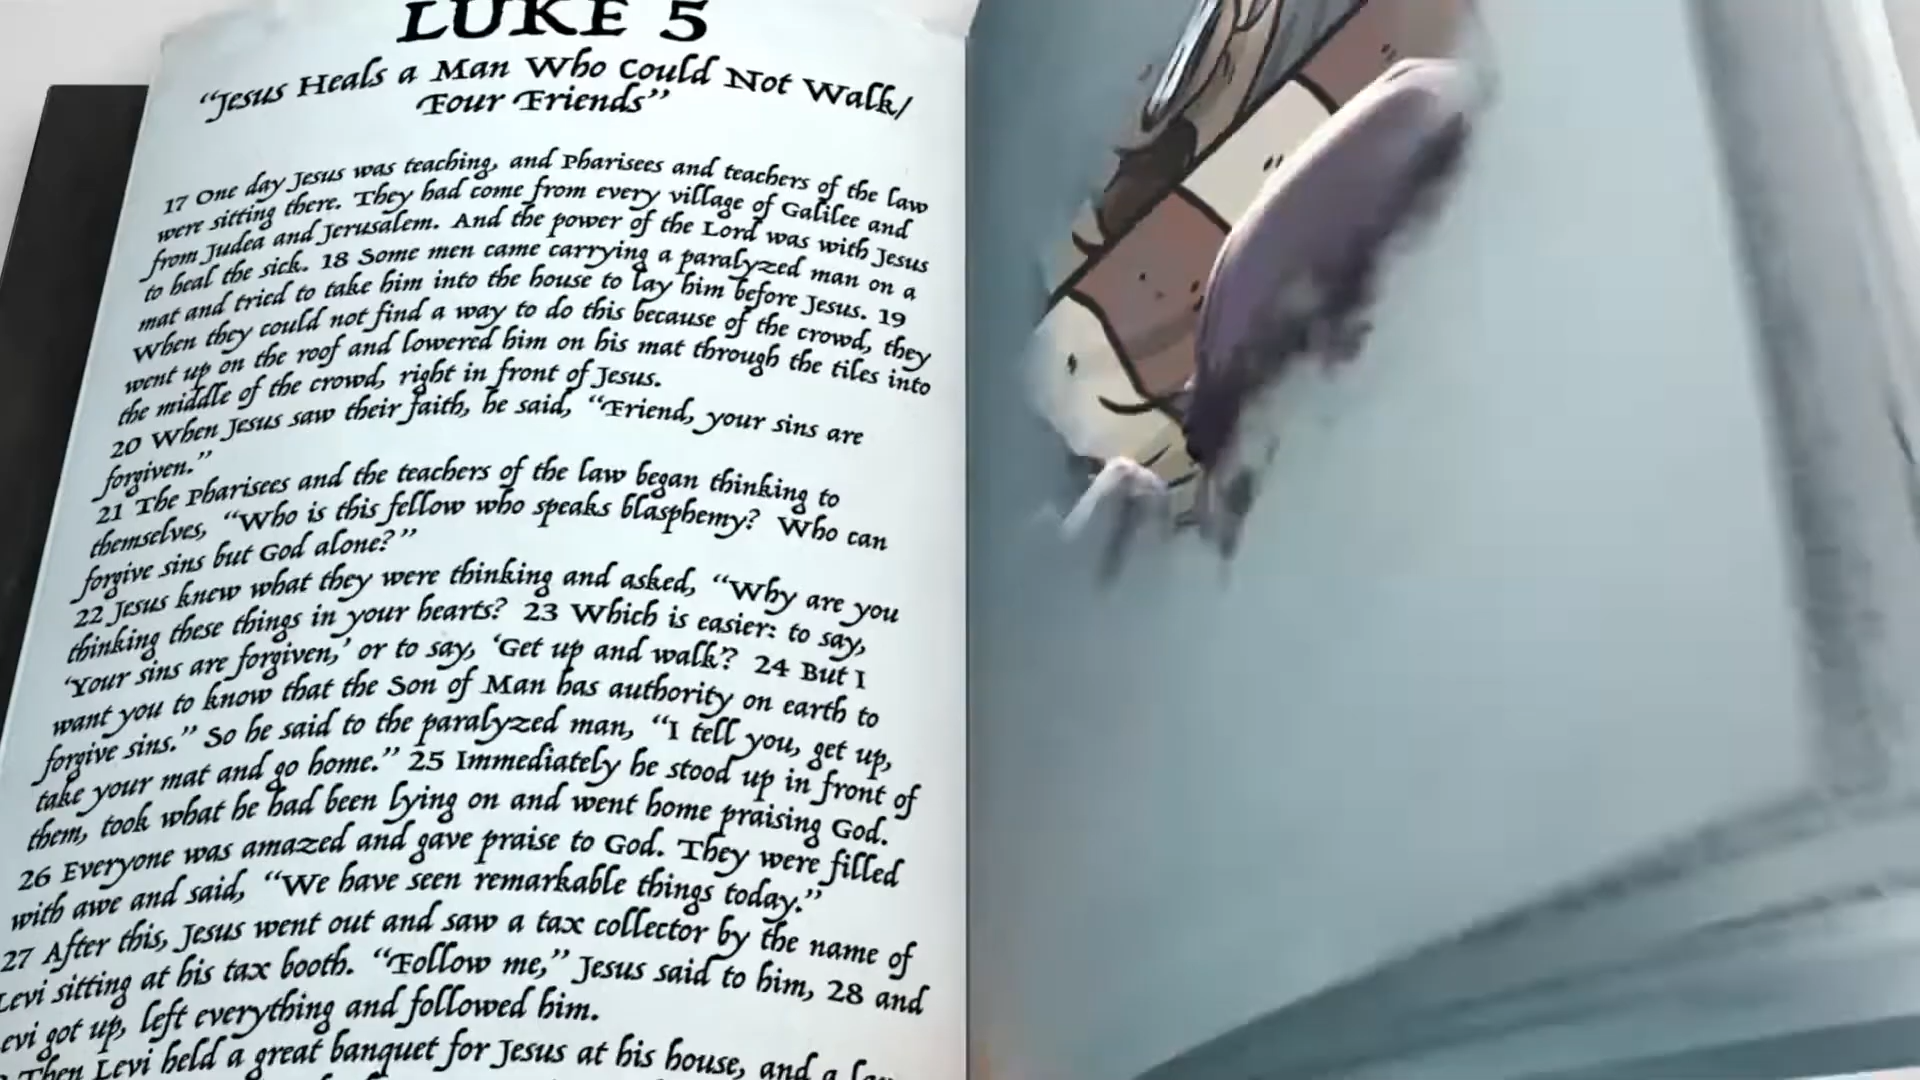 LUKE 5
“Jesus Heals a Man Who Could Not Walk/
Four Friends”
17 One day Jesus was teaching, and Pharisees and teachers of the law
were sitting there. They had come from every village of Galilee and
from Judea and Jerusalem. And the power of the Lord was with Jesus
to heal the sick. 18 Some men came carrying a paralyzed man on a
mat and tried to take him into the house to lay him before Jesus. 19
When they could not find a way to do this because of the crowd, they
went up on the roof and lowered him on his mat through the tiles into
the middle of the crowd, right in front of Jesus.
20 When Jesus saw their faith, he said, “Friend, your sins are
forgiven.”
21 The Pharisees and the teachers of the law began thinking to
themselves, “Who is this fellow who speaks blasphemy? Who can
forgive sins but God alone?”
22 Jesus knew what they were thinking and asked, “Why are you
thinking these things in your hearts? 23 Which is easier: to say,
‘Your sins are forgiven,’ or to say, ‘Get up and walk’? 24 But I
want you to know that the Son of Man has authority on earth to
forgive sins.” So he said to the paralyzed man, “I tell you, get up,
take your mat and go home.” 25 Immediately he stood up in front of
them, took what he had been lying on and went home praising God.
26 Everyone was amazed and gave praise to God. They were filled
with awe and said, “We have seen remarkable things today.”
27 After this, Jesus went out and saw a tax collector by the name of
Levi sitting at his tax booth. “Follow me,” Jesus said to him, 28 and
evi got up, left everything and followed him.
Then Levi held a great banquet for Jesus at his house, and a